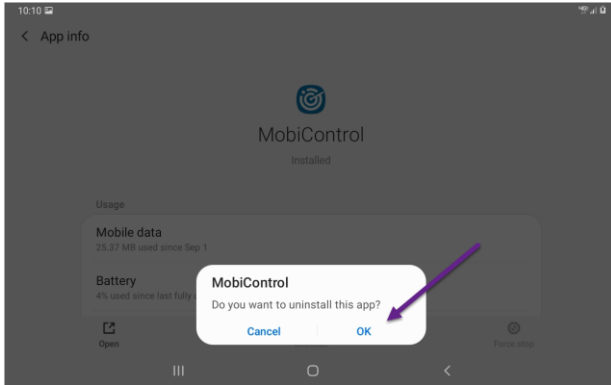 10:10
App info
MobiControl
Installed
Usage
Mobile data
25.37 MB used since Sep 1
Battery
4% used since last fully
MobiControl
Do you want to uninstall this app?
Cancel
OK
Open
Force stop